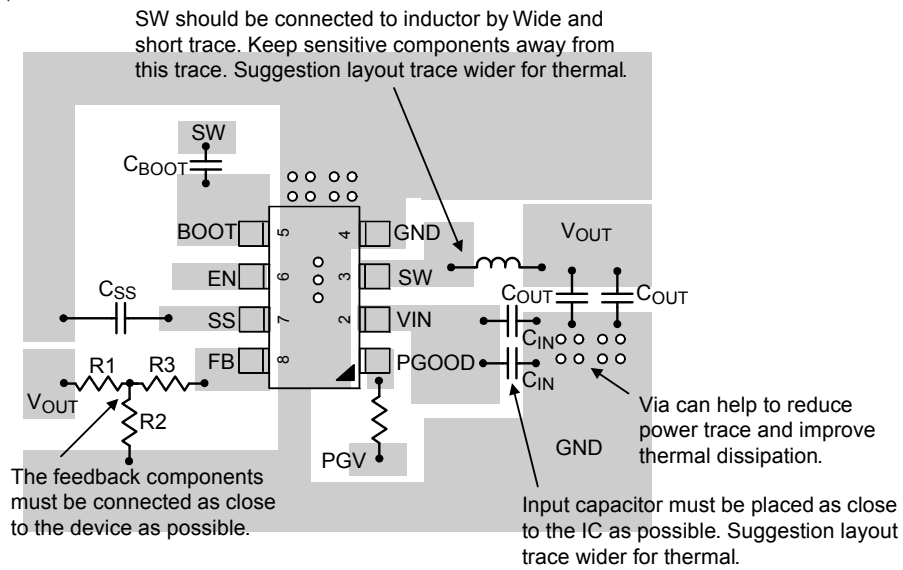 SW should be connected to inductor by Wide and
short trace. Keep sensitive components away from
this trace. Suggestion layout trace wider for thermal.
SW
CBOOT
BOOT 5 4 GND
VOUT
EN 6 3 SW
CSS
COUT COUT
SS 7 2 VIN
CIN
R1 R3 FB 8 PGOOD
CIN
VOUT
R2
Via can help to reduce
power trace and improve
thermal dissipation.
PGV
GND
The feedback components
must be connected as close
to the device as possible.
Input capacitor must be placed as close
to the IC as possible. Suggestion layout
trace wider for thermal.